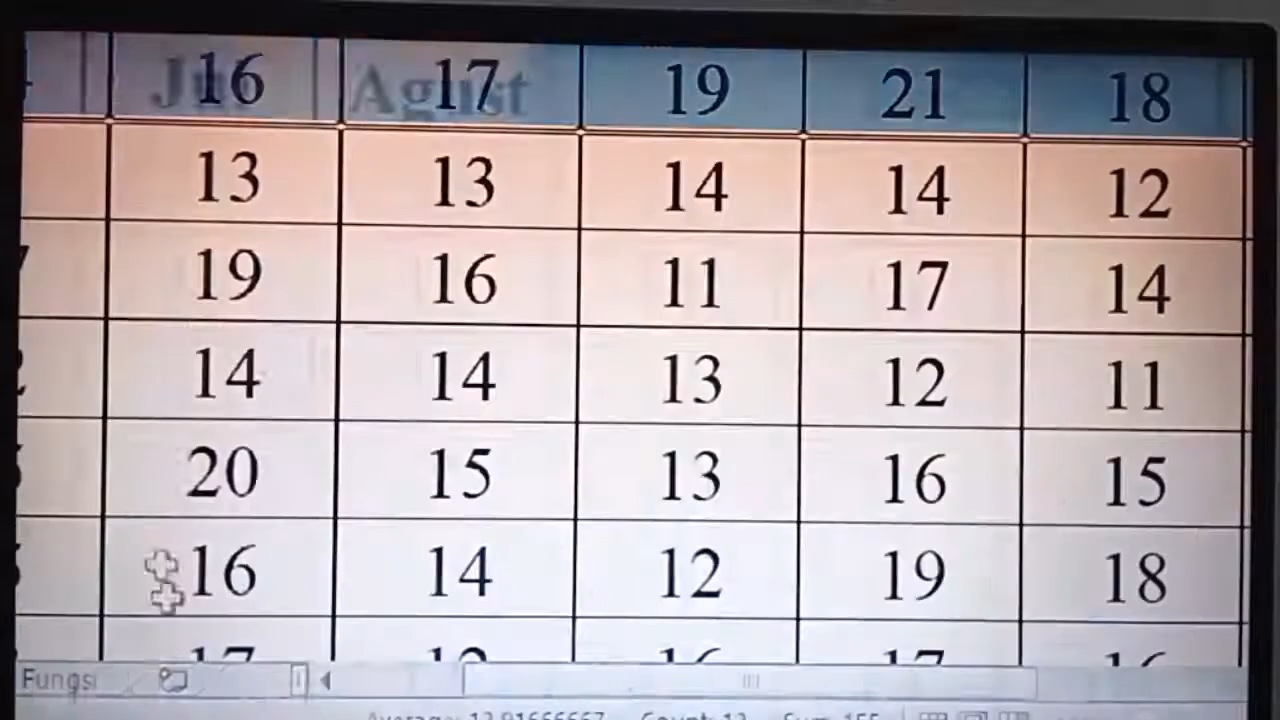 16 17 19 21 18
13 13 14 14 12
19 16 11 17 14
14 14 13 12 11
20 15 13 16 15
16 14 12 19 18
Fungsi